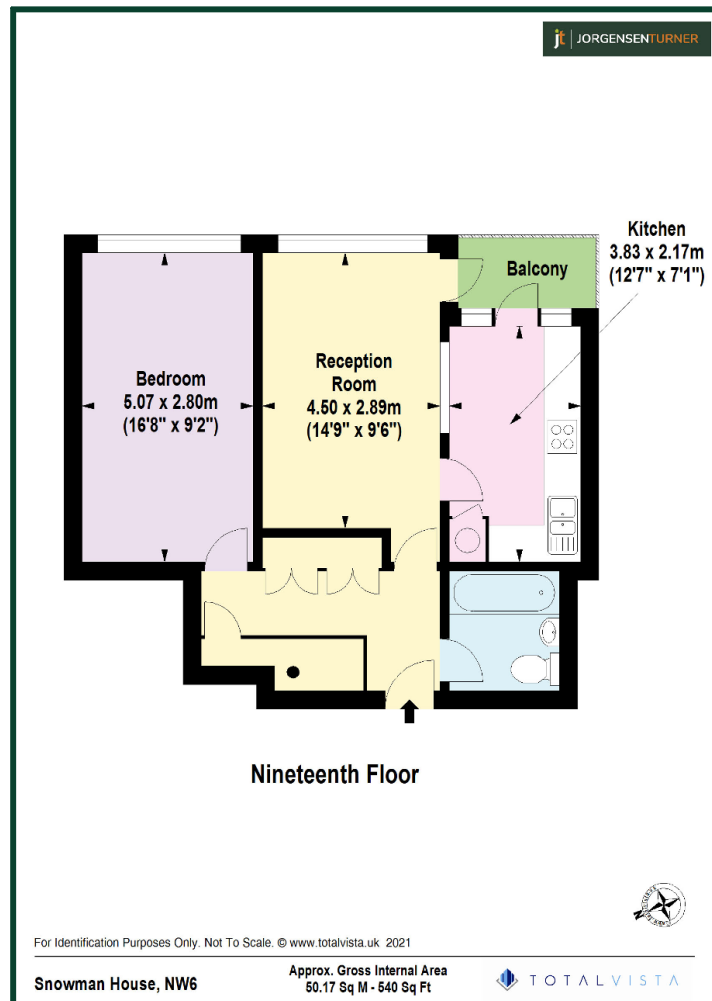 jt JORGENSENTURNER
Kitchen
3.83 x 2.17m
(12'7" x 7'1")
Balcony
Bedroom
5.07 x 2.80m
(16'8" x 9'2")
Reception
Room
4.50 x 2.89m
(14'9" x 9'6")
Nineteenth Floor
N
For Identification Purposes Only. Not To Scale. © www.totalvista.uk 2021
Snowman House, NW6
Approx. Gross Internal Area
50.17 Sq M - 540 Sq Ft
TOTALVISTA